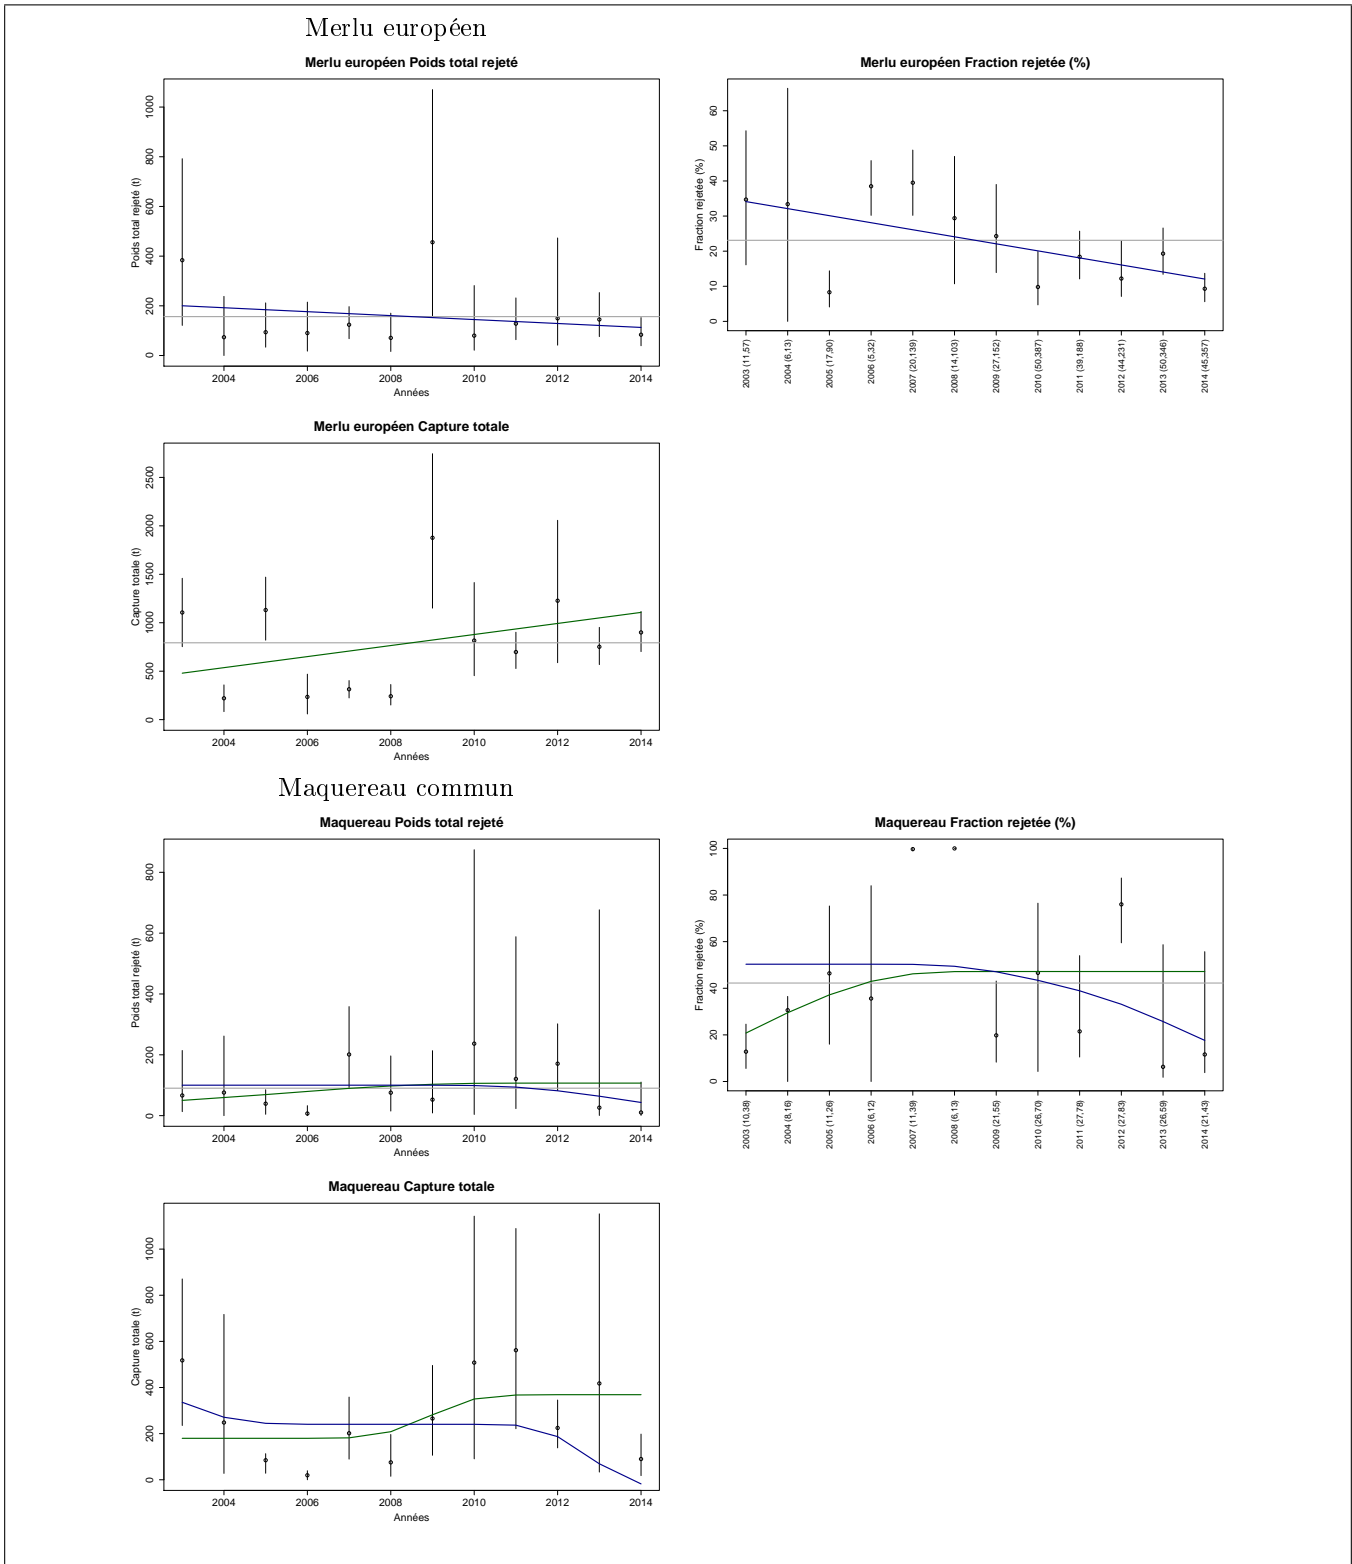 Merlu européen
Merlu européen Poids total rejeté
Poids total rejeté (t)
0 200 400 600 800 1000
2004 2006 2008 2010 2012 2014
Années
Merlu européen Fraction rejetée (%)
Fraction rejetée (%)
0 10 20 30 40 50 60
2003 (11,57)
2004 (6,13)
2005 (17,90)
2006 (5,32)
2007 (20,139)
2008 (14,103)
2009 (27,152)
2010 (50,387)
2011 (39,188)
2012 (44,231)
2013 (50,346)
2014 (45,357)
Merlu européen Capture totale
Capture totale (t)
0 500 1000 1500 2000 2500
2004 2006 2008 2010 2012 2014
Années
Maquereau commun
Maquereau Poids total rejeté
Poids total rejeté (t)
0 200 400 600 800
2004 2006 2008 2010 2012 2014
Années
Maquereau Fraction rejetée (%)
Fraction rejetée (%)
0 20 40 60 80 100
2003 (10,38)
2004 (8,16)
2005 (11,26)
2006 (6,12)
2007 (11,39)
2008 (6,13)
2009 (21,55)
2010 (26,70)
2011 (27,78)
2012 (27,83)
2013 (26,59)
2014 (21,43)
Maquereau Capture totale
Capture totale (t)
0 200 400 600 800 1000
2004 2006 2008 2010 2012 2014
Années